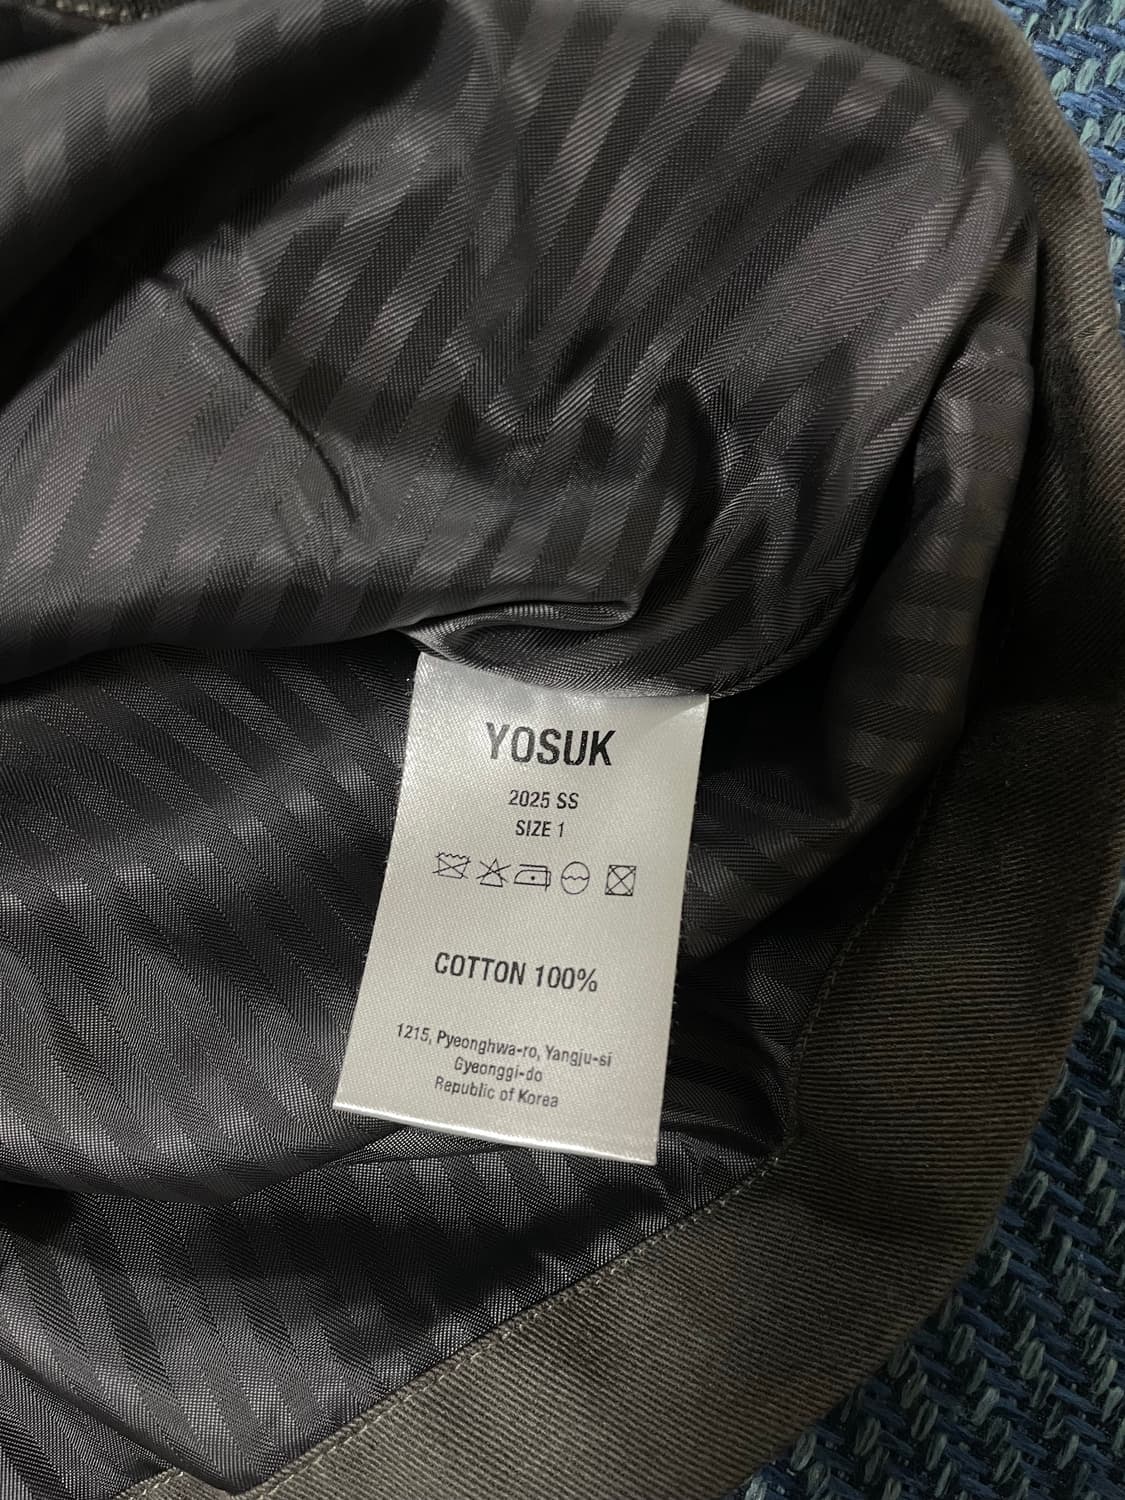 YOSUK
2025 SS
SIZE 1
COTTON 100%
1215, Pyeonghwa-ro, Yangju-si
Gyeonggi-do
Republic of Korea